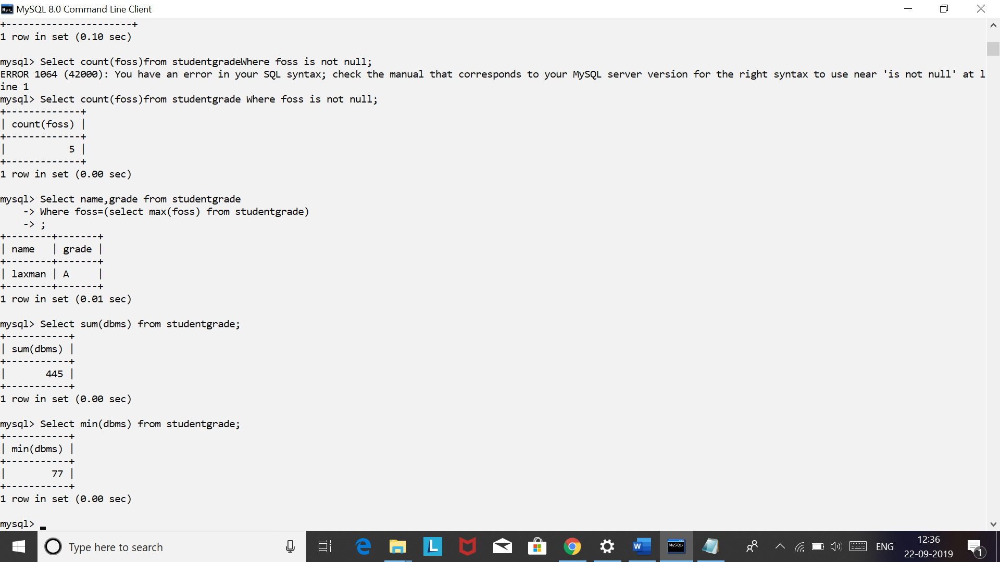 MySQL 8.0 Command Line Client
+----------------------+
1 row in set (0.10 sec)
mysql> Select count(foss)from studentgradeWhere foss is not null;
ERROR 1064 (42000): You have an error in your SQL syntax; check the manual that corresponds to your MySQL server version for the right syntax to use near 'is not null' at l
ine 1
mysql> Select count(foss)from studentgrade Where foss is not null;
+-------------+
| count(foss) |
+-------------+
|           5 |
+-------------+
1 row in set (0.00 sec)
mysql> Select name,grade from studentgrade
    -> Where foss=(select max(foss) from studentgrade)
    -> ;
+--------+-------+
| name   | grade |
+--------+-------+
| laxman | A     |
+--------+-------+
1 row in set (0.01 sec)
mysql> Select sum(dbms) from studentgrade;
+-----------+
| sum(dbms) |
+-----------+
|       445 |
+-----------+
1 row in set (0.00 sec)
mysql> Select min(dbms) from studentgrade;
+-----------+
| min(dbms) |
+-----------+
|        77 |
+-----------+
1 row in set (0.00 sec)
mysql>
Type here to search
L
W
MySQL>
ENG
12:36
22-09-2019
1